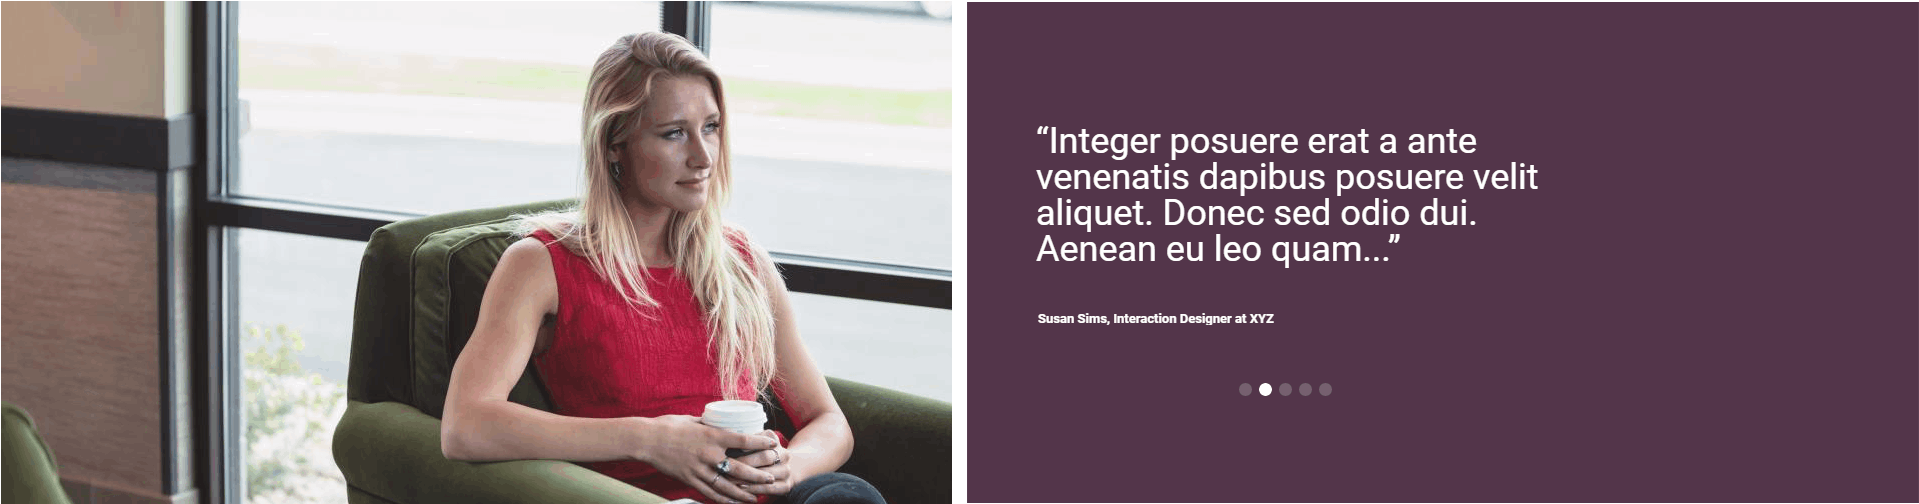 “Integer posuere erat a ante
venenatis dapibus posuere velit
aliquet. Donec sed odio dui.
Aenean eu leo quam...”
Susan Sims, Interaction Designer at XYZ